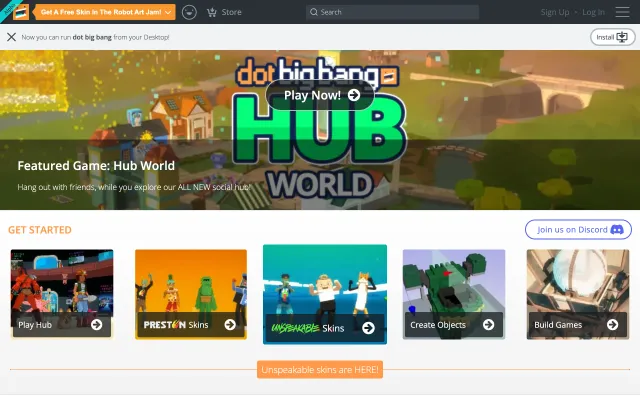 Get A Free Skin In The Robot Art Jam!
Store
Search
Sign Up - Log In
Now you can run dot big bang from your Desktop!
Install
dotbigbang
Play Now!
HUB
WORLD
Featured Game: Hub World
Hang out with friends, while you explore our ALL NEW social hub!
GET STARTED
Join us on Discord
Play Hub
PRESTON Skins
UNSPEAKABLE Skins
Create Objects
Build Games
Unspeakable skins are HERE!